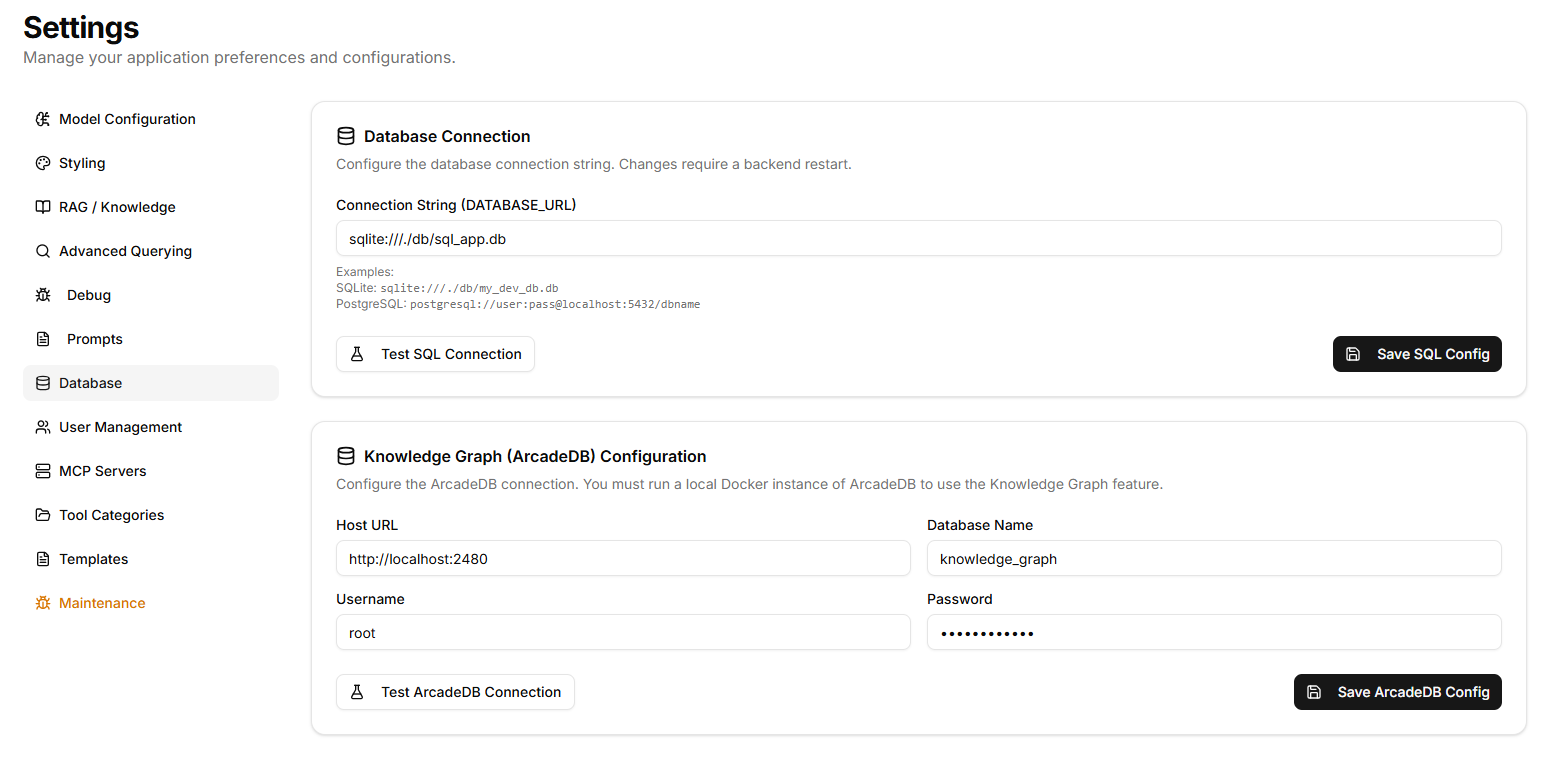 Settings
Manage your application preferences and configurations.
Model Configuration
Styling
RAG / Knowledge
Advanced Querying
Debug
Prompts
Database
User Management
MCP Servers
Tool Categories
Templates
Maintenance
Database Connection
Configure the database connection string. Changes require a backend restart.
Connection String (DATABASE_URL)
sqlite:///./db/sql_app.db
Examples:
SQLite: sqlite:///./db/my_dev_db.db
PostgreSQL: postgresql://user:pass@localhost:5432/dbname
Test SQL Connection
Save SQL Config
Knowledge Graph (ArcadeDB) Configuration
Configure the ArcadeDB connection. You must run a local Docker instance of ArcadeDB to use the Knowledge Graph feature.
Host URL
http://localhost:2480
Database Name
knowledge_graph
Username
root
Password
••••••••••••
Test ArcadeDB Connection
Save ArcadeDB Config